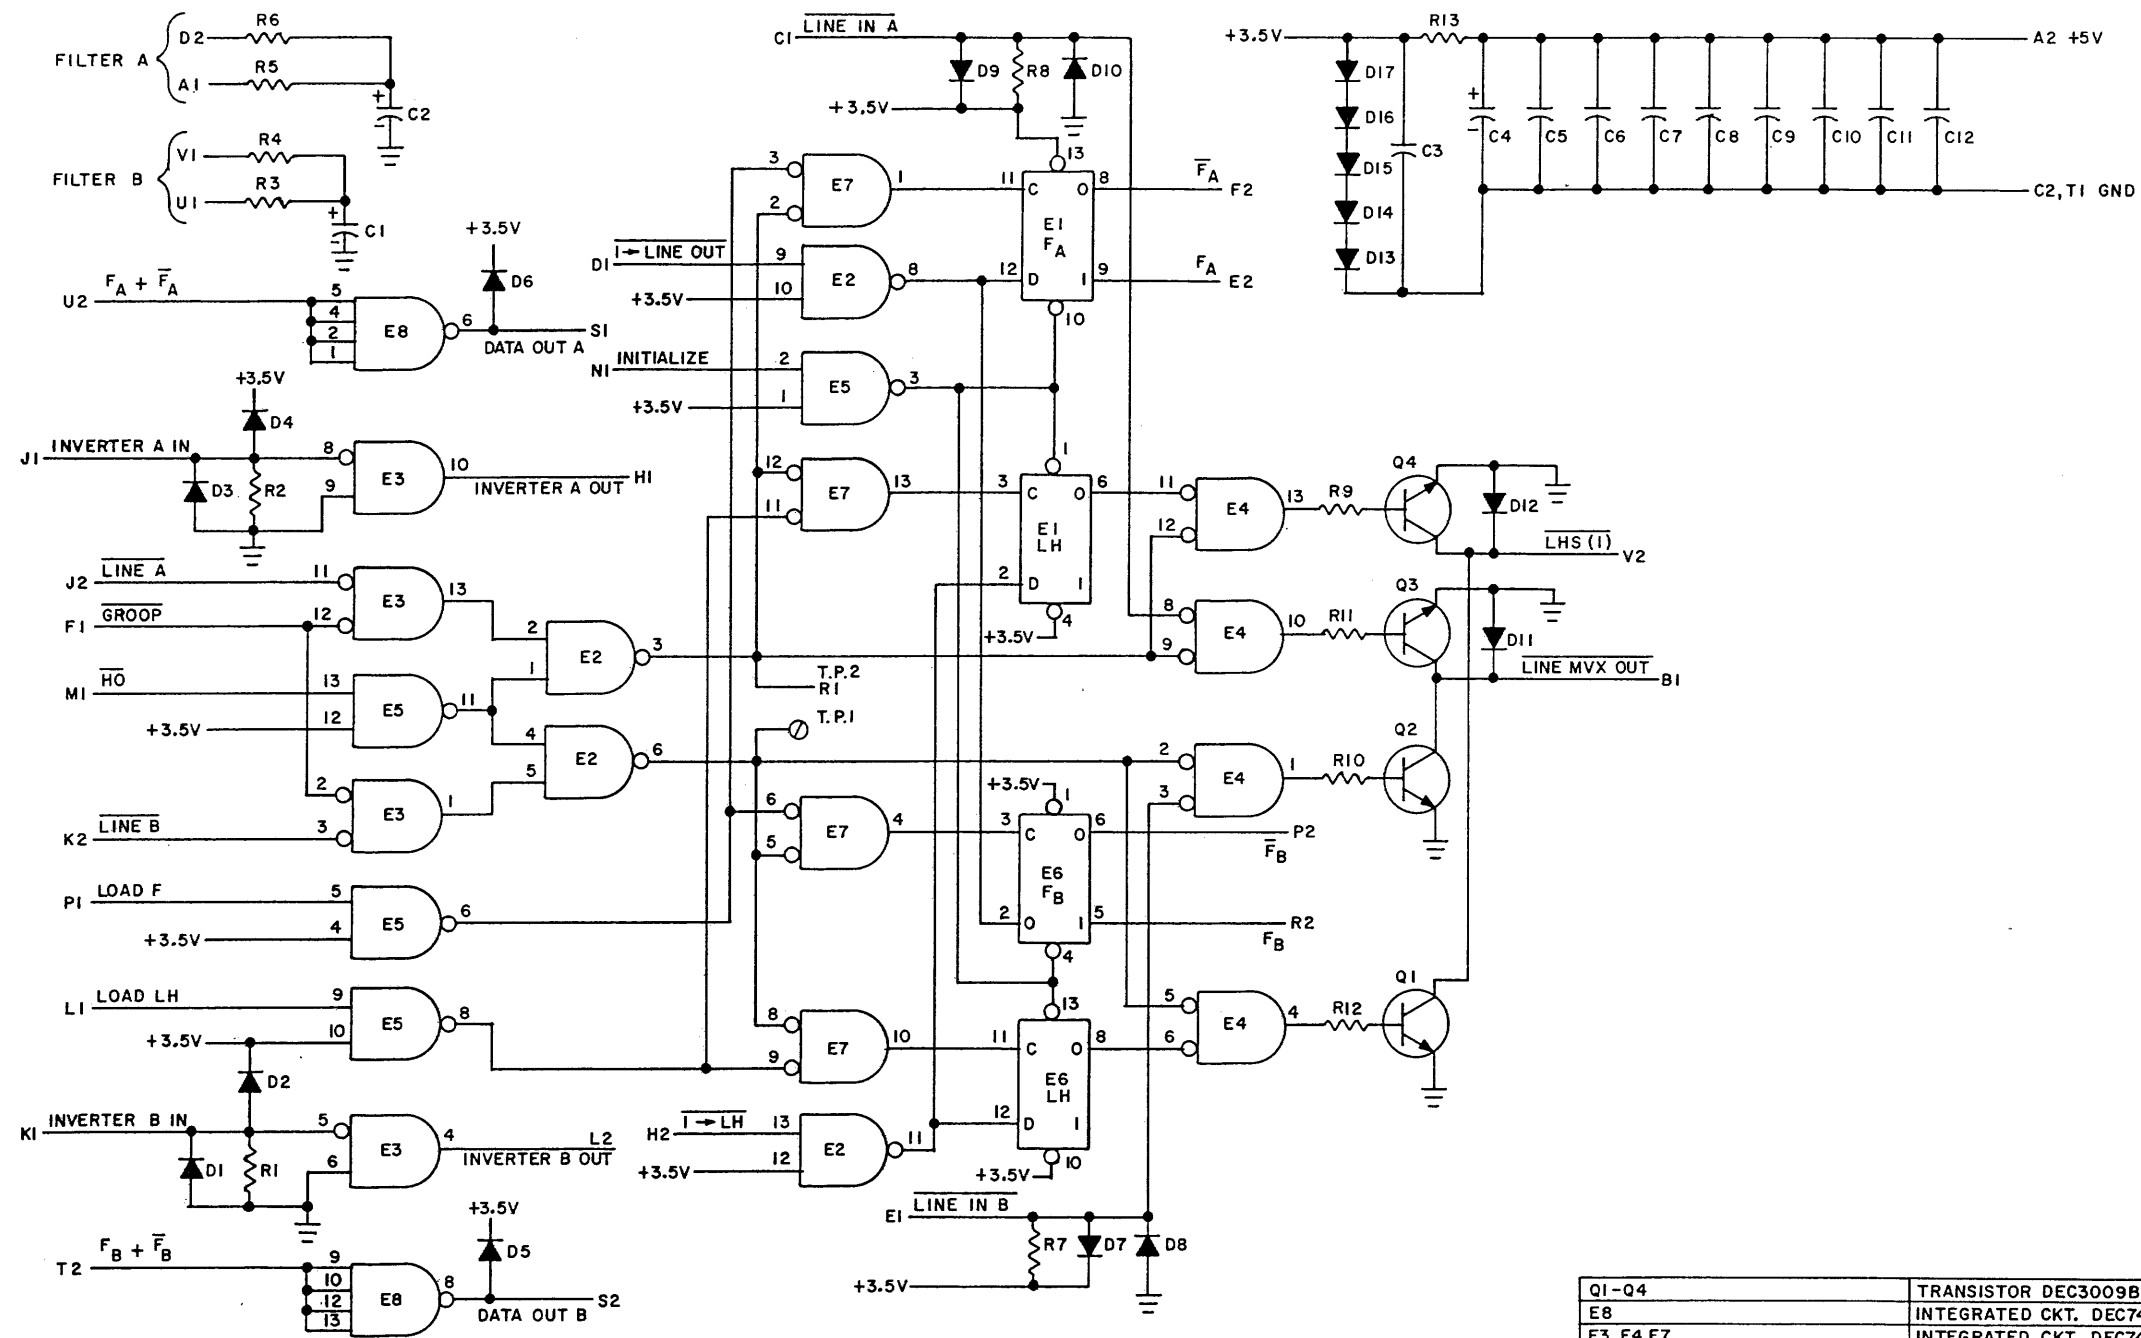 FILTER A
D2
R6
A1
R5
C2
+
-
FILTER B
V1
R4
U1
R3
C1
+
-
U2
F_A + F̅_A
5
4
2
1
E8
6
+3.5V
D6
S1
DATA OUT A
+3.5V
D4
J1
INVERTER A IN
D3
R2
8
9
E3
10
H1
INVERTER A OUT
J2
LINE A
11
F1
GROOP
12
E3
13
M1
HO
13
+3.5V
12
E5
11
2
1
E2
3
4
5
E2
6
2
K2
LINE B
3
E3
1
P1
LOAD F
5
+3.5V
4
E5
6
L1
LOAD LH
9
+3.5V
10
E5
8
D2
K1
INVERTER B IN
D1
R1
5
6
E3
4
L2
INVERTER B OUT
T2
F_B + F̅_B
9
10
12
13
E8
8
+3.5V
D5
S2
DATA OUT B
C1
LINE IN A
D9
R8
D10
+3.5V
3
2
E7
1
D1
1→LINE OUT
9
+3.5V
10
E2
8
N1
INITIALIZE
2
+3.5V
1
E5
3
12
11
E7
13
13
11
C
O
8
E1
F_A
12
D
1
9
10
F̅_A
F2
F_A
E2
1
3
C
O
6
E1
LH
2
D
1
4
+3.5V
T.P.2
R1
T.P.1
6
5
E7
4
+3.5V
1
3
C
O
6
E6
F_B
2
O
1
5
4
P2
F̅_B
R2
F_B
8
9
E7
10
13
11
C
O
8
E6
LH
12
D
1
10
+3.5V
H2
1→LH
13
+3.5V
12
E2
11
E1
LINE IN B
R7
D7
D8
+3.5V
11
12
E4
13
R9
Q4
D12
LHS (1)
V2
8
9
E4
10
R11
Q3
D11
LINE MVX OUT
B1
2
3
E4
1
R10
Q2
5
6
E4
4
R12
Q1
+3.5V
R13
A2 +5V
D17
D16
D15
D14
D13
C3
+
-
C4
C5
C6
C7
C8
C9
C10
C11
C12
C2, T1 GND
Q1-Q4 TRANSISTOR DEC3009B
E8 INTEGRATED CKT.
E3, E4, E7 INTEGRATED CKT.